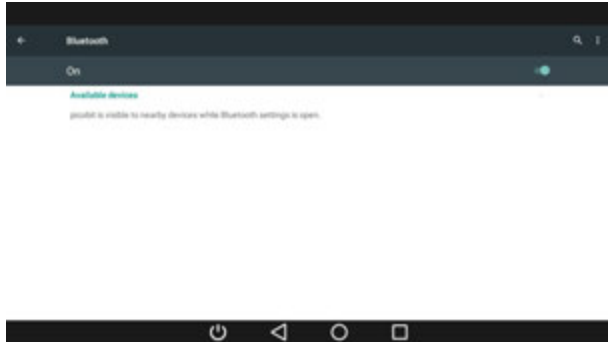 Bluetooth
On
Available devices
is visible to nearby devices while Bluetooth settings is open.